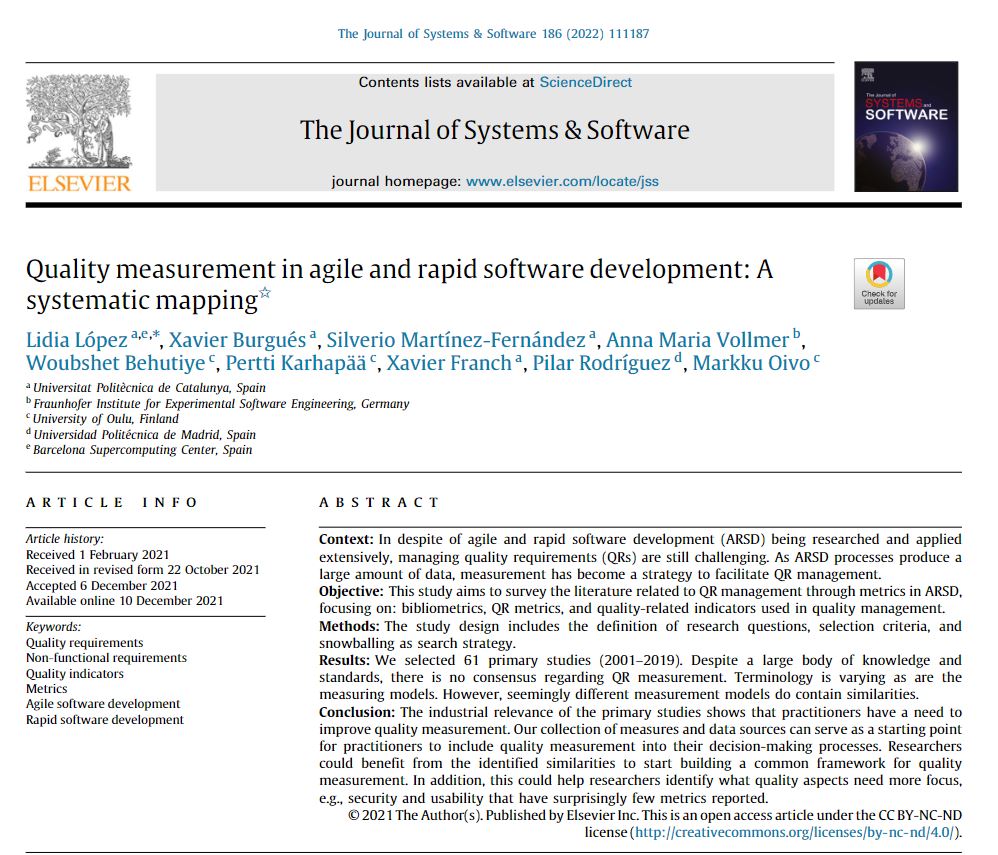 The Journal of Systems & Software 186 (2022) 111187
Contents lists available at ScienceDirect
The Journal of Systems & Software
journal homepage: www.elsevier.com/locate/jss
ELSEVIER
The Journal of
SYSTEMS and
SOFTWARE
Quality measurement in agile and rapid software development: A
systematic mapping☆
Check for
updates
Lidia López a,e,*, Xavier Burgués a, Silverio Martínez-Fernández a, Anna Maria Vollmer b,
Woubshet Behutiye c, Pertti Karhapää c, Xavier Franch a, Pilar Rodríguez d, Markku Oivo c
a Universitat Politècnica de Catalunya, Spain
b Fraunhofer Institute for Experimental Software Engineering, Germany
c University of Oulu, Finland
d Universidad Politécnica de Madrid, Spain
e Barcelona Supercomputing Center, Spain
ARTICLE INFO
Article history:
Received 1 February 2021
Received in revised form 22 October 2021
Accepted 6 December 2021
Available online 10 December 2021
Keywords:
Quality requirements
Non-functional requirements
Quality indicators
Metrics
Agile software development
Rapid software development
ABSTRACT
Context: In despite of agile and rapid software development (ARSD) being researched and applied
extensively, managing quality requirements (QRs) are still challenging. As ARSD processes produce a
large amount of data, measurement has become a strategy to facilitate QR management.
Objective: This study aims to survey the literature related to QR management through metrics in ARSD,
focusing on: bibliometrics, QR metrics, and quality-related indicators used in quality management.
Methods: The study design includes the definition of research questions, selection criteria, and
snowballing as search strategy.
Results: We selected 61 primary studies (2001–2019). Despite a large body of knowledge and
standards, there is no consensus regarding QR measurement. Terminology is varying as are the
measuring models. However, seemingly different measurement models do contain similarities.
Conclusion: The industrial relevance of the primary studies shows that practitioners have a need to
improve quality measurement. Our collection of measures and data sources can serve as a starting point
for practitioners to include quality measurement into their decision-making processes. Researchers
could benefit from the identified similarities to start building a common framework for quality
measurement. In addition, this could help researchers identify what quality aspects need more focus,
e.g., security and usability that have surprisingly few metrics reported.
© 2021 The Author(s). Published by Elsevier Inc. This is an open access article under the CC BY-NC-ND
license (http://creativecommons.org/licenses/by-nc-nd/4.0/).